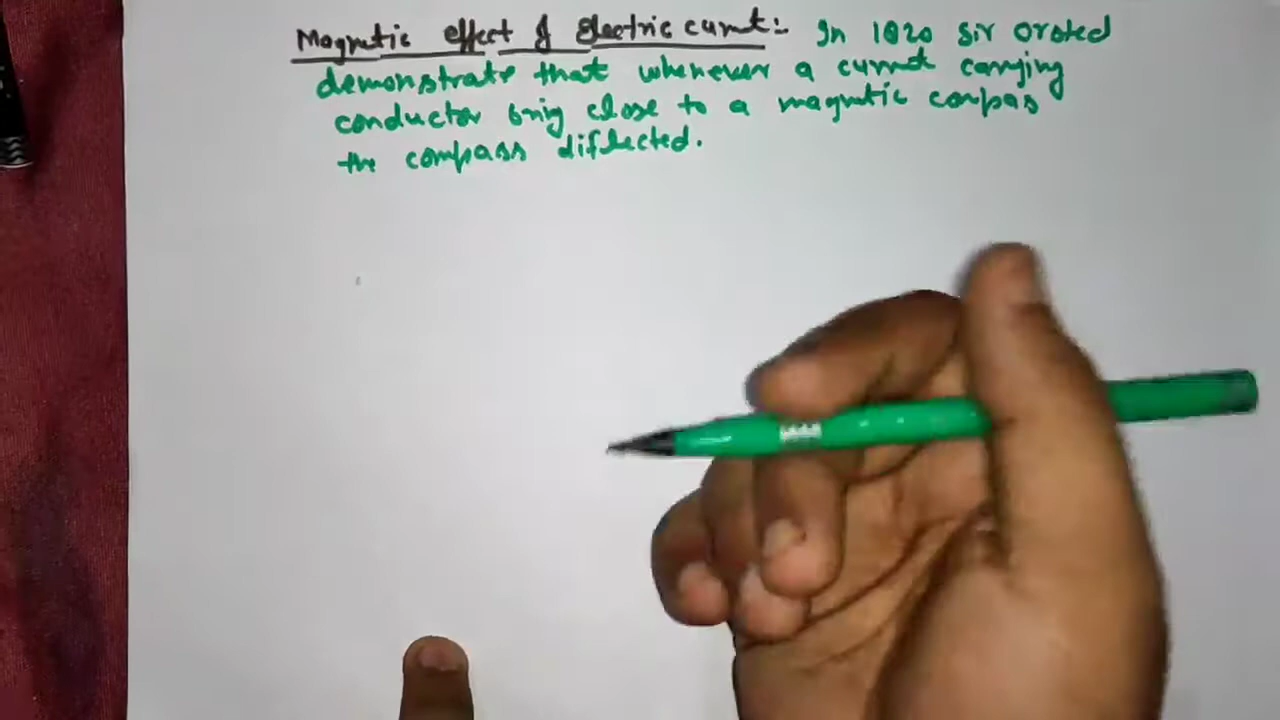 Magnetic effect of Electric current:- In 1820 Sir Orsted
demonstrate that whenever a current carrying
conductor bring close to a magnetic compas
the compass diflected.